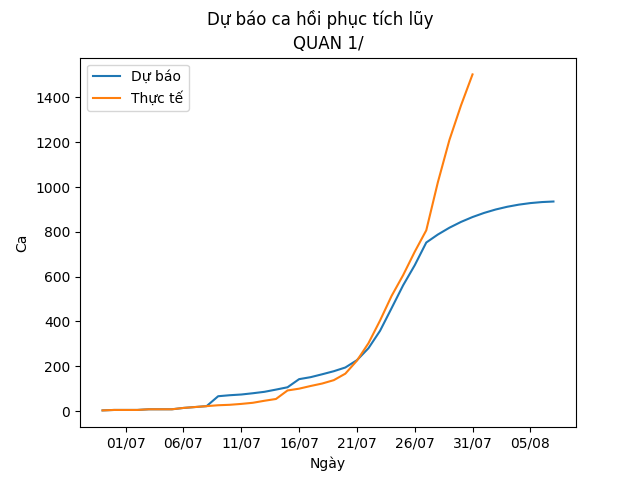 Dự báo ca hồi phục tích lũy
QUAN 1/
Dự báo
Thực tế
1400
1200
1000
800
600
400
200
0
Ca
01/07 06/07 11/07 16/07 21/07 26/07 31/07 05/08
Ngày